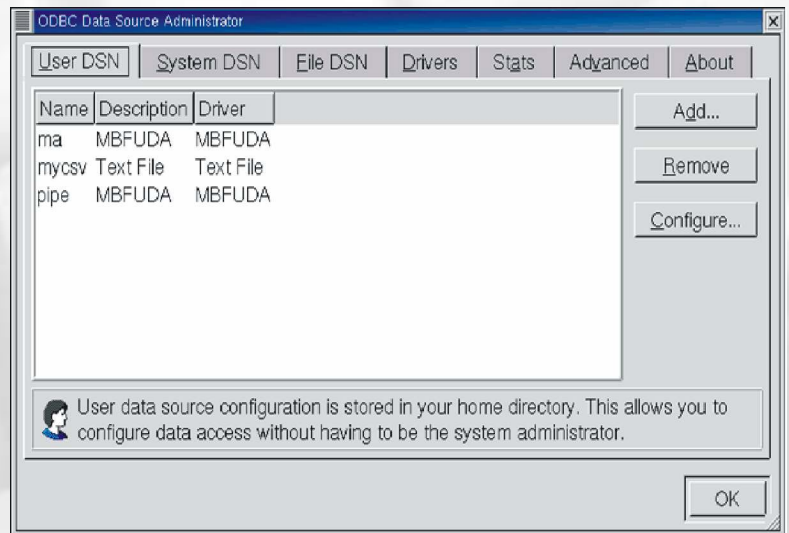 ODBC Data Source Administrator
User DSN System DSN File DSN Drivers Stats Advanced About
Name Description Driver
ma MBFUDA MBFUDA
mycsv Text File Text File
pipe MBFUDA MBFUDA
Add...
Remove
Configure...
User data source configuration is stored in your home directory. This allows you to
configure data access without having to be the system administrator.
OK